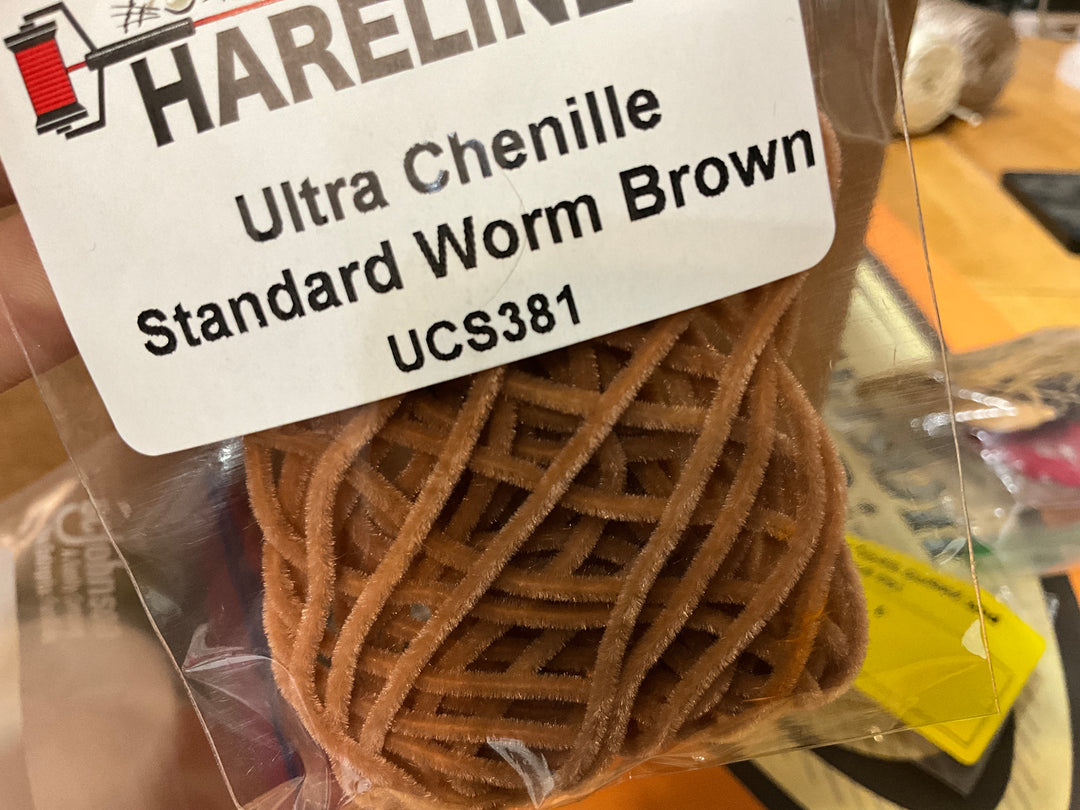 HARELINE
Ultra Chenille
Standard Worm Brown
UCS381